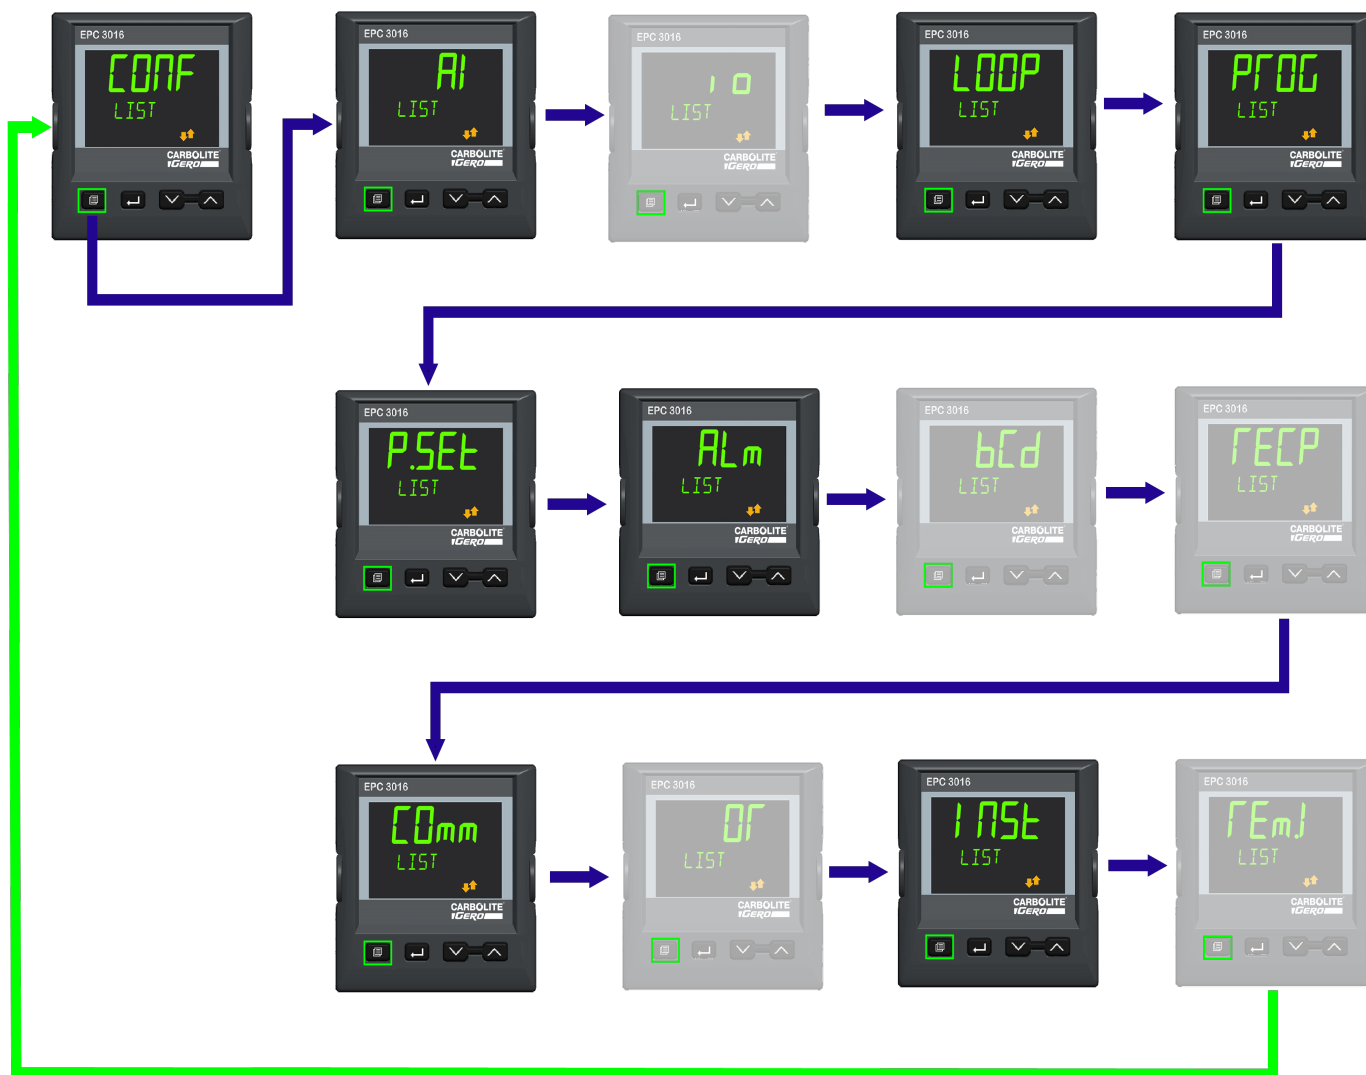 EPC 3016
CONF
LIST
CARBOLITE
GERO
EPC 3016
AI
LIST
CARBOLITE
GERO
EPC 3016
IO
LIST
CARBOLITE
GERO
EPC 3016
LOOP
LIST
CARBOLITE
GERO
EPC 3016
PROG
LIST
CARBOLITE
GERO
EPC 3016
P.SEt
LIST
CARBOLITE
GERO
EPC 3016
ALm
LIST
CARBOLITE
GERO
EPC 3016
bCd
LIST
CARBOLITE
GERO
EPC 3016
RECP
LIST
CARBOLITE
GERO
EPC 3016
COmm
LIST
CARBOLITE
GERO
EPC 3016
OR
LIST
CARBOLITE
GERO
EPC 3016
INSt
LIST
CARBOLITE
GERO
EPC 3016
REm.I
LIST
CARBOLITE
GERO